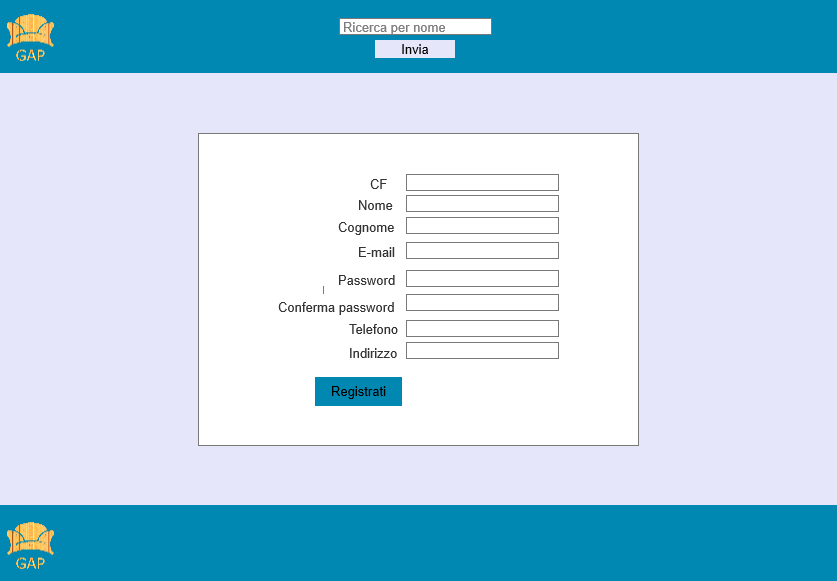 GAP
Ricerca per nome
Invia
CF
Nome
Cognome
E-mail
Password
Conferma password
Telefono
Indirizzo
Registrati
GAP